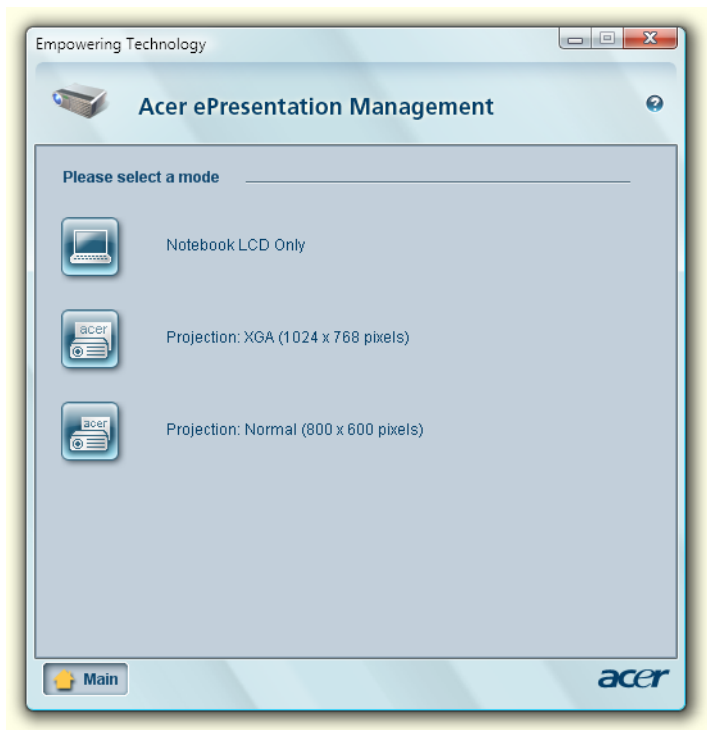 Empowering Technology
Acer ePresentation Management
Please select a mode
Notebook LCD Only
acer
Projection: XGA (1024 x 768 pixels)
acer
Projection: Normal (800 x 600 pixels)
Main
acer